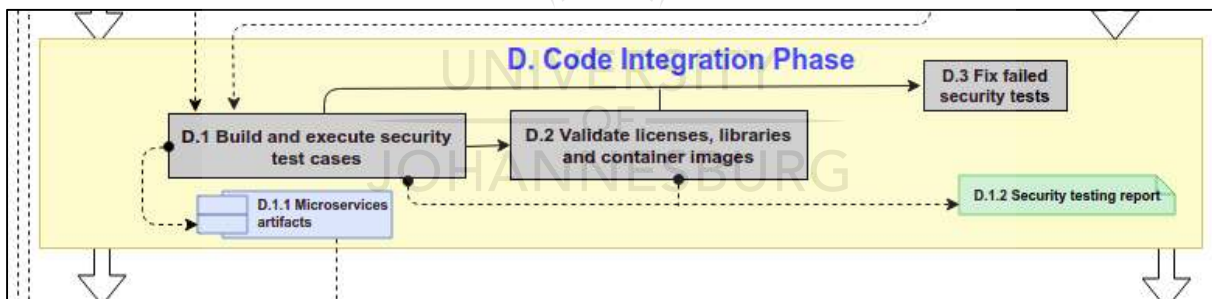 D. Code Integration Phase
UNIVERSITY
OF
JOHANNESBURG
D.3 Fix failed
security tests
D.1 Build and execute security
test cases
D.2 Validate licenses, libraries
and container images
D.1.1 Microservices
artifacts
D.1.2 Security testing report